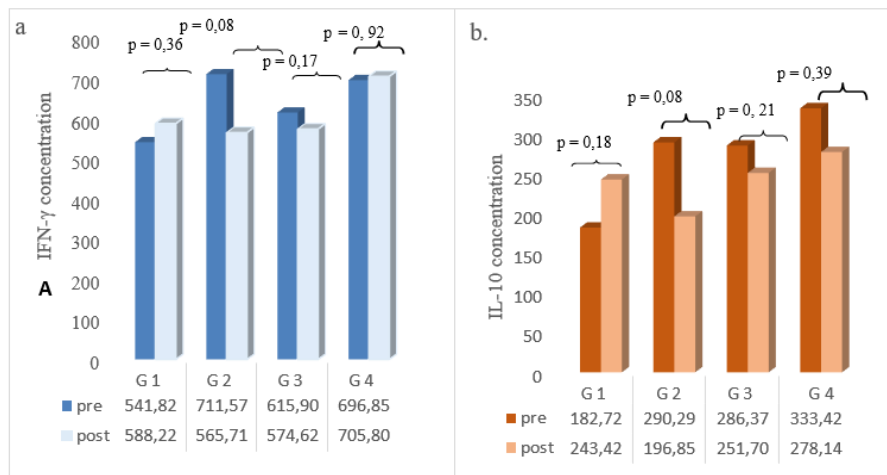 a
p = 0,36
p = 0,08
p = 0,17
p = 0, 92
IFN-γ concentration
A
800
700
600
500
400
300
200
100
0
G 1 G 2 G 3 G 4
pre 541,82 711,57 615,90 696,85
post 588,22 565,71 574,62 705,80
b.
p = 0,18
p = 0,08
p = 0, 21
p = 0,39
IL-10 concentration
350
300
250
200
150
100
50
0
G 1 G 2 G 3 G 4
pre 182,72 290,29 286,37 333,42
post 243,42 196,85 251,70 278,14